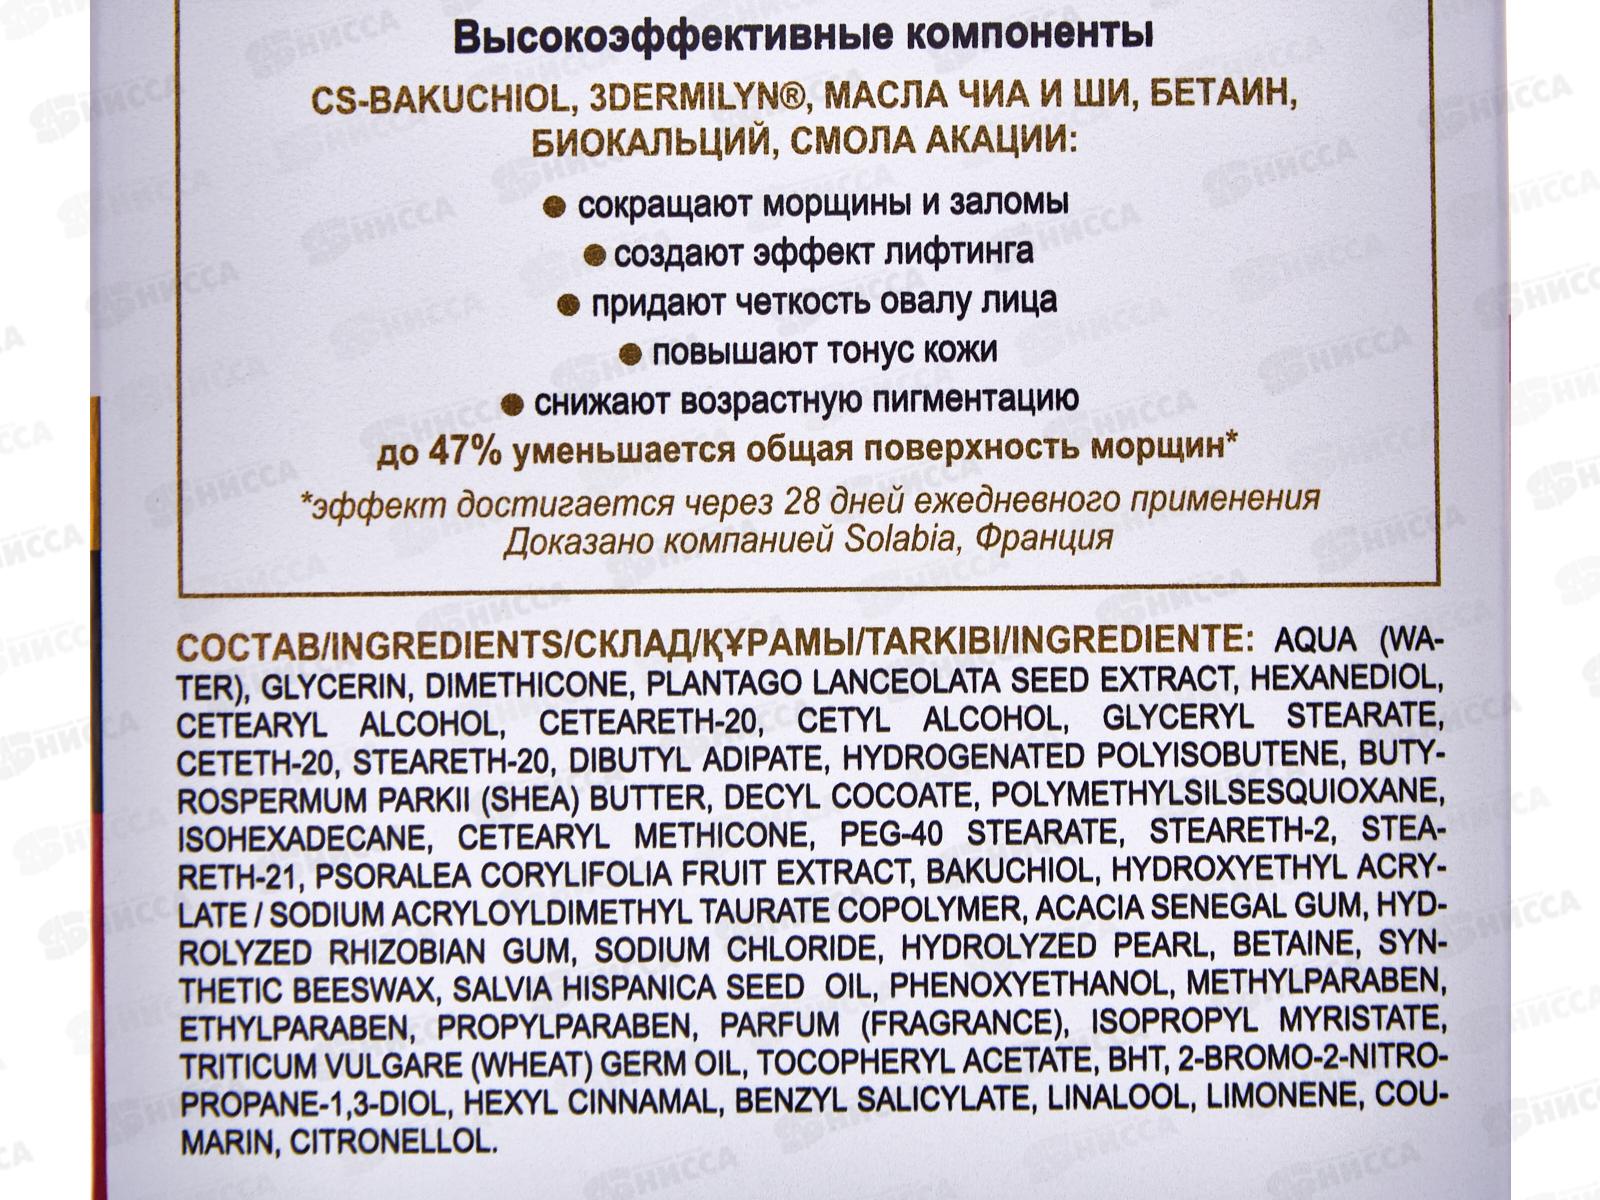 Высокоэффективные компоненты
CS-BAKUCHIOL, 3DERMILYN®, МАСЛА ЧИА И ШИ, БЕТАИН,
БИОКАЛЬЦИЙ, СМОЛА АКАЦИИ:
● сокращают морщины и заломы
● создают эффект лифтинга
● придают четкость овалу лица
● повышают тонус кожи
● снижают возрастную пигментацию
до 47% уменьшается общая поверхность морщин*
*эффект достигается через 28 дней ежедневного применения
Доказано компанией Solabia, Франция
СОСТАВ/INGREDIENTS/СКЛАД/ҚҰРАМЫ/TARKIBI/INGREDIENTE: AQUA (WA-
TER), GLYCERIN, DIMETHICONE, PLANTAGO LANCEOLATA SEED EXTRACT, HEXANEDIOL,
CETEARYL ALCOHOL, CETEARETH-20, CETYL ALCOHOL, GLYCERYL STEARATE,
CETETH-20, STEARETH-20, DIBUTYL ADIPATE, HYDROGENATED POLYISOBUTENE, BUTY-
ROSPERMUM PARKII (SHEA) BUTTER, DECYL COCOATE, POLYMETHYLSILSESQUIOXANE,
ISOHEXADECANE, CETEARYL METHICONE, PEG-40 STEARATE, STEARETH-2, STEA-
RETH-21, PSORALEA CORYLIFOLIA FRUIT EXTRACT, BAKUCHIOL, HYDROXYETHYL ACRY-
LATE / SODIUM ACRYLOYLDIMETHYL TAURATE COPOLYMER, ACACIA SENEGAL GUM, HYD-
ROLYZED RHIZOBIAN GUM, SODIUM CHLORIDE, HYDROLYZED PEARL, BETAINE, SYN-
THETIC BEESWAX, SALVIA HISPANICA SEED OIL, PHENOXYETHANOL, METHYLPARABEN,
ETHYLPARABEN, PROPYLPARABEN, PARFUM (FRAGRANCE), ISOPROPYL MYRISTATE,
TRITICUM VULGARE (WHEAT) GERM OIL, TOCOPHERYL ACETATE, BHT, 2-BROMO-2-NITRO-
PROPANE-1,3-DIOL, HEXYL CINNAMAL, BENZYL SALICYLATE, LINALOOL, LIMONENE, COU-
MARIN, CITRONELLOL.